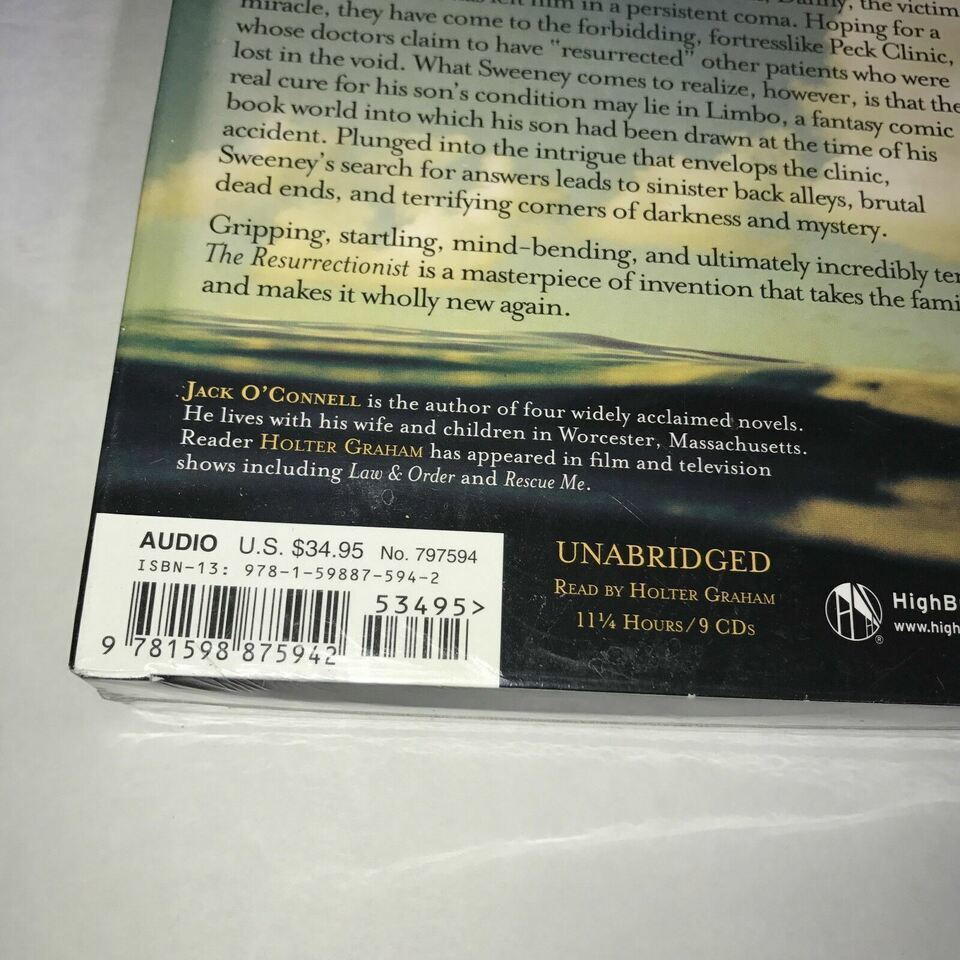 him in a persistent coma. Hoping for a
miracle, they have come to the forbidding, fortresslike Peck Clinic,
whose doctors claim to have "resurrected" other patients who were
lost in the void. What Sweeney comes to realize, however, is that the
real cure for his son's condition may lie in Limbo, a fantasy comic
book world into which his son had been drawn at the time of his
accident. Plunged into the intrigue that envelops the clinic,
Sweeney's search for answers leads to sinister back alleys, brutal
dead ends, and terrifying corners of darkness and mystery.
Gripping, startling, mind-bending, and ultimately incredibly
The Resurrectionist is a masterpiece of invention that takes the
and makes it wholly new again.
JACK O'CONNELL is the author of four widely acclaimed novels.
He lives with his wife and children in Worcester, Massachusetts.
Reader HOLTER GRAHAM has appeared in film and television
shows including Law & Order and Rescue Me.
AUDIO U.S. $34.95 No. 797594
ISBN-13: 978-1-59887-594-2
53495>
9 781598 875942
UNABRIDGED
READ BY HOLTER GRAHAM
11¼ HOURS/9 CDs
HighB
www.high